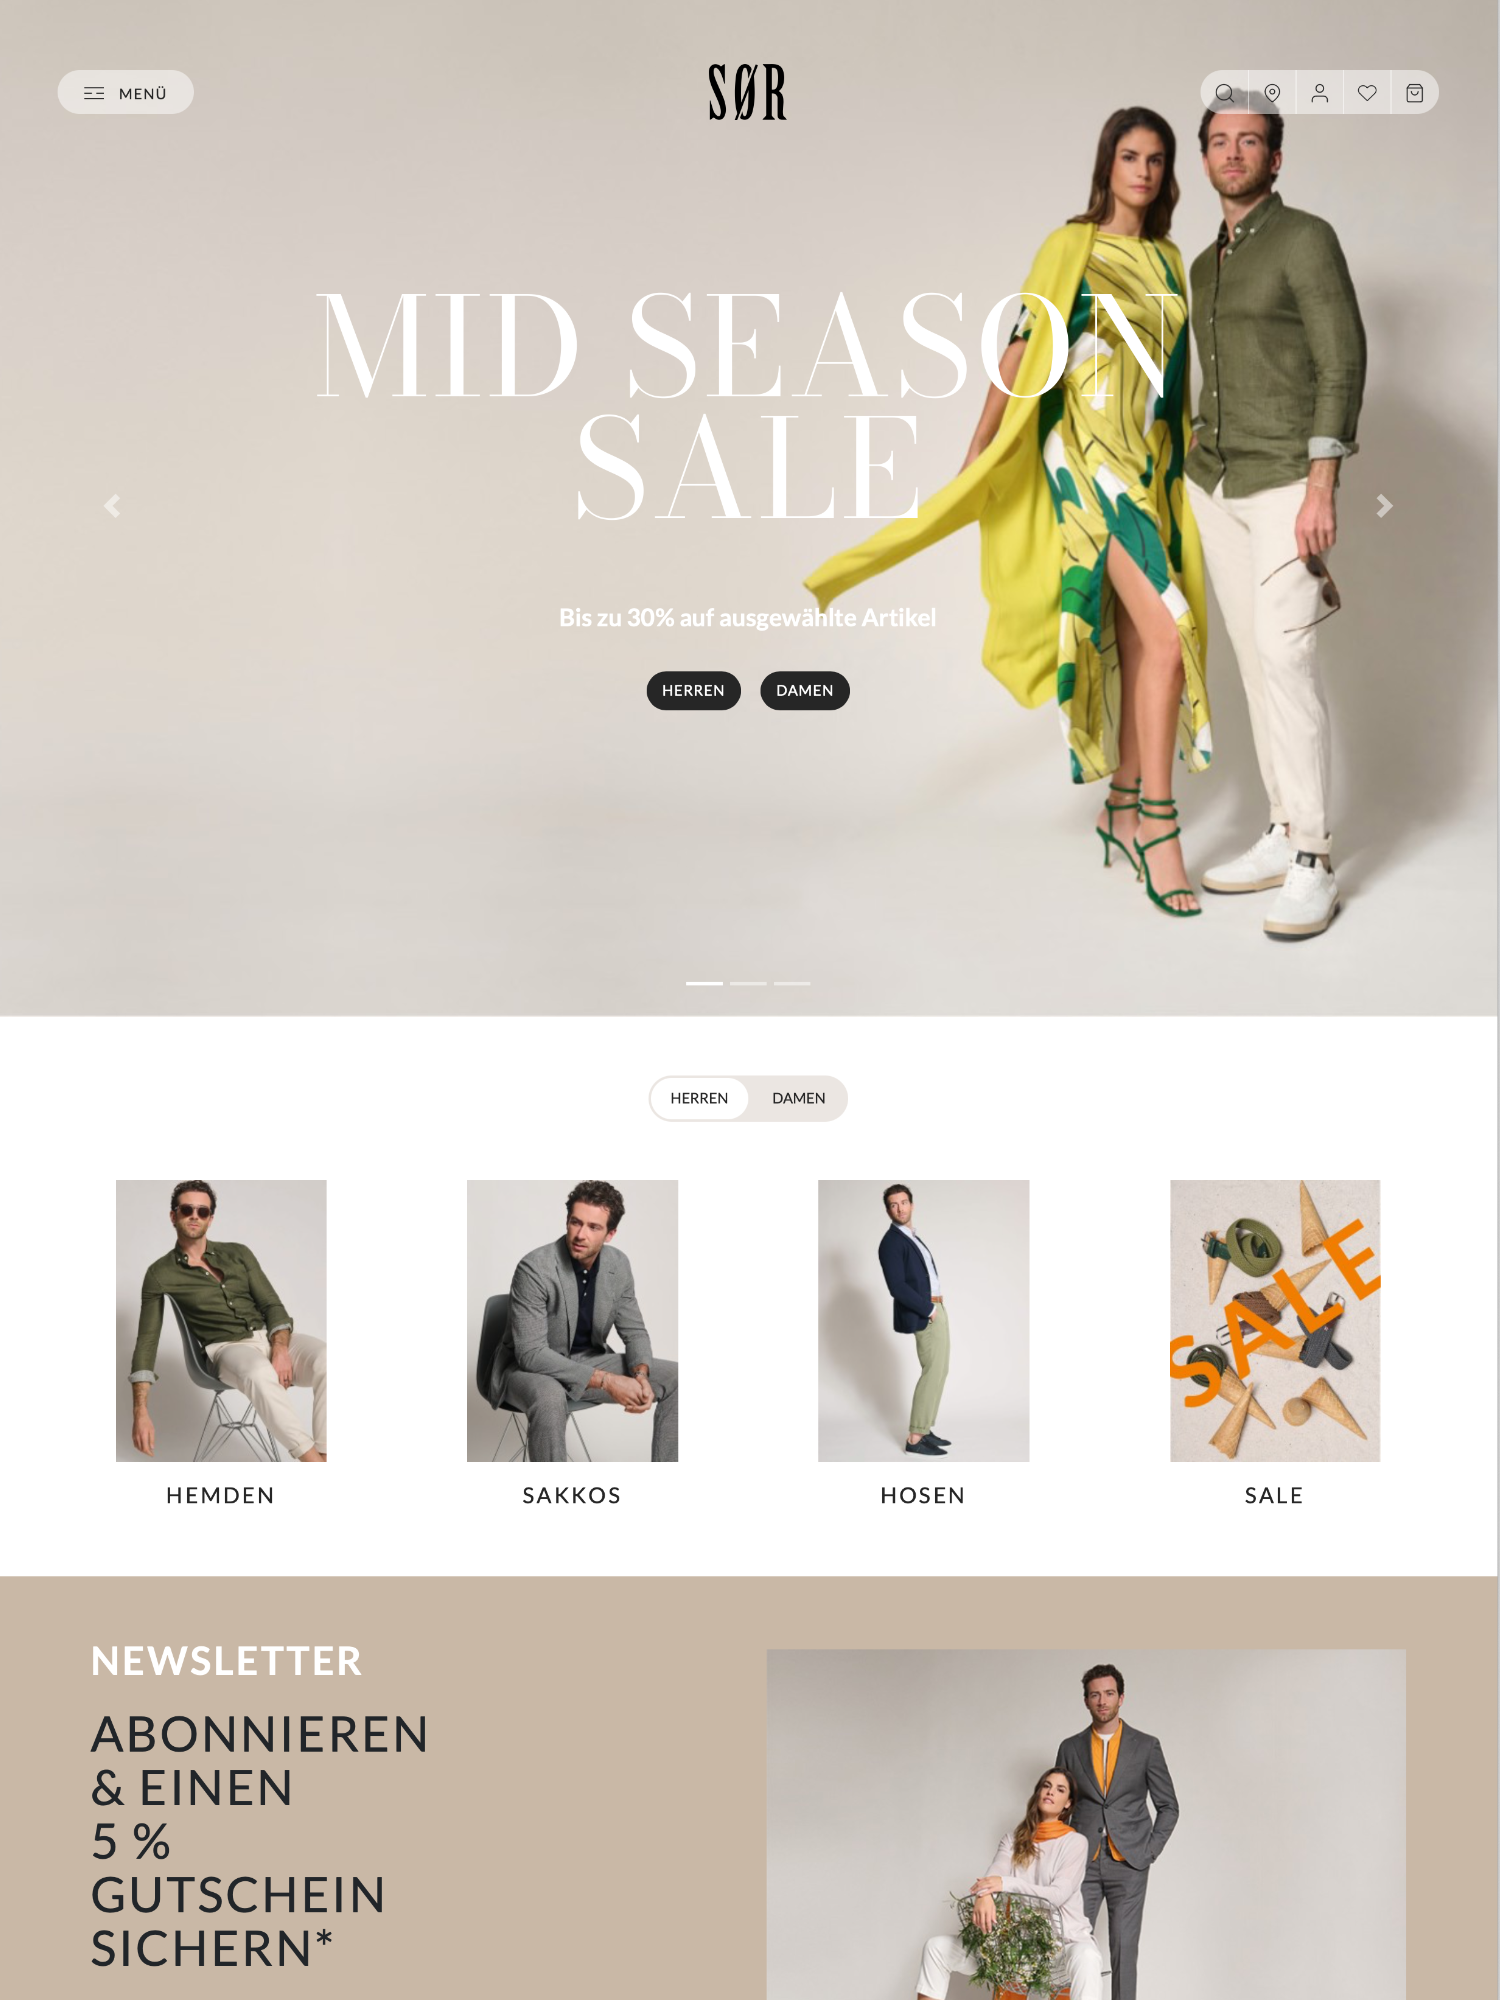 MENÜ
SØR
MID SEASON
SALE
Bis zu 30% auf ausgewählte Artikel
HERREN
DAMEN
HERREN
DAMEN
SALE
HEMDEN
SAKKOS
HOSEN
SALE
NEWSLETTER
ABONNIEREN
& EINEN
5 %
GUTSCHEIN
SICHERN*